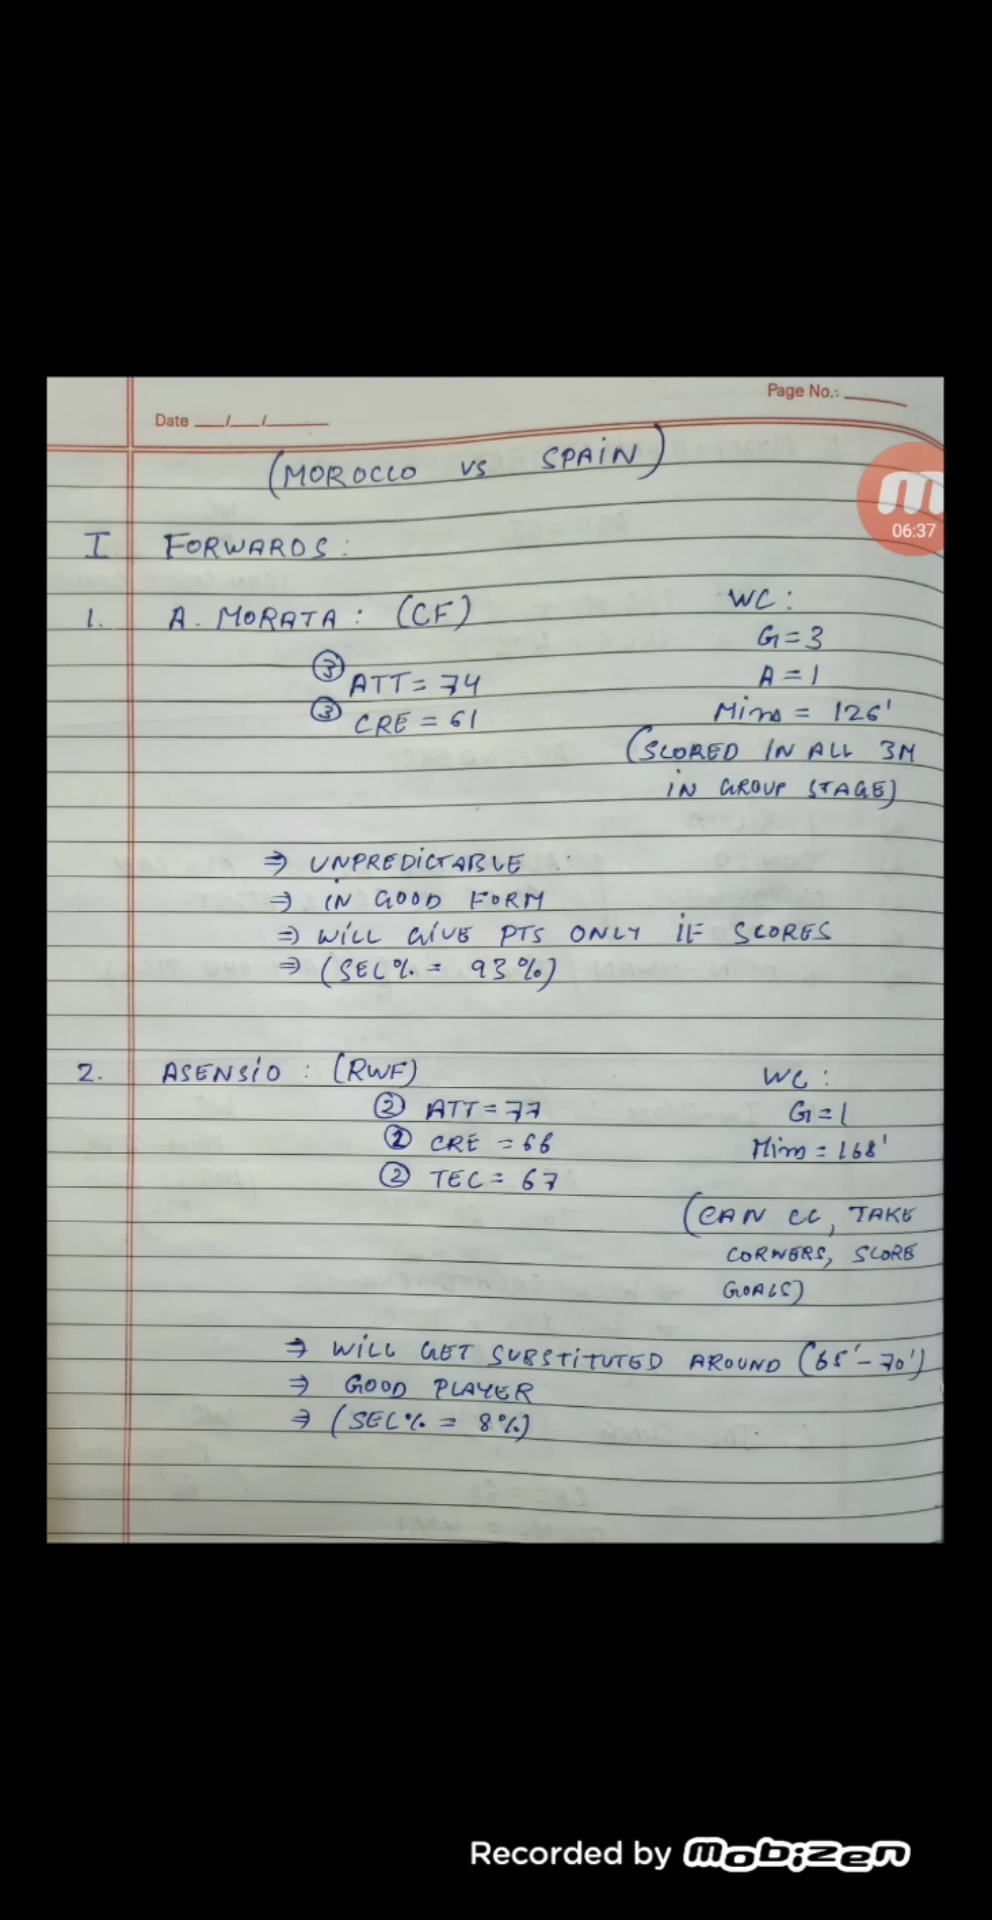 Page No.:
Date __/__/____
(MOROCCO vs SPAIN)
06:37
I FORWARDS:
1. A. MORATA: (CF)
WC:
G=3
③ ATT = 74
A = 1
③ CRE = 61
Mins = 126'
(SCORED IN ALL 3M
IN GROUP STAGE)
⇒ UNPREDICTABLE
⇒ IN GOOD FORM
⇒ WILL GIVE PTS ONLY IF SCORES
⇒ (SEL% = 93%)
2. ASENSIO: (RWF)
WC:
② ATT = 77
G=1
② CRE = 66
Min = 168'
② TEC = 67
(CAN CC, TAKE
CORNERS, SCORE
GOALS)
⇒ WILL GET SUBSTITUTED AROUND (65'-70')
⇒ GOOD PLAYER
⇒ (SEL% = 8%)
Recorded by mobizen